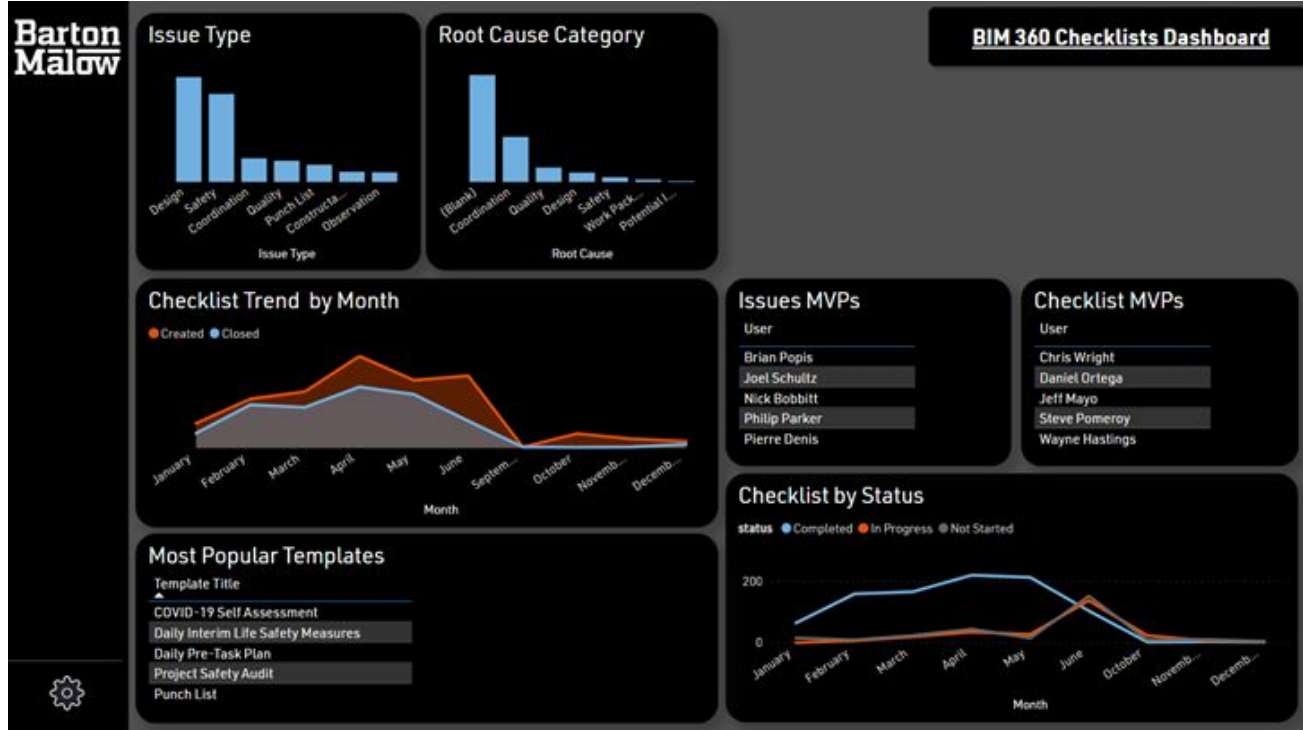 Barton
Malow
Issue Type
Design
Safety
Coordination
Quality
Punch List
Constructa...
Observation
Issue Type
Root Cause Category
(Blank)
Coordination
Quality
Design
Safety
Work Pack...
Potential I...
Root Cause
BIM 360 Checklists Dashboard
Checklist Trend by Month
Created Closed
January
February
March
April
May
June
Septem...
October
Novemb...
Decemb...
Month
Issues MVPs
User
Brian Popis
Joel Schultz
Nick Bobbitt
Philip Parker
Pierre Denis
Checklist MVPs
User
Chris Wright
Daniel Ortega
Jeff Mayo
Steve Pomeroy
Wayne Hastings
Most Popular Templates
Template Title
COVID-19 Self Assessment
Daily Interim Life Safety Measures
Daily Pre-Task Plan
Project Safety Audit
Punch List
Checklist by Status
status Completed In Progress Not Started
200
0
January
February
March
April
May
June
October
Novemb...
Decemb...
Month